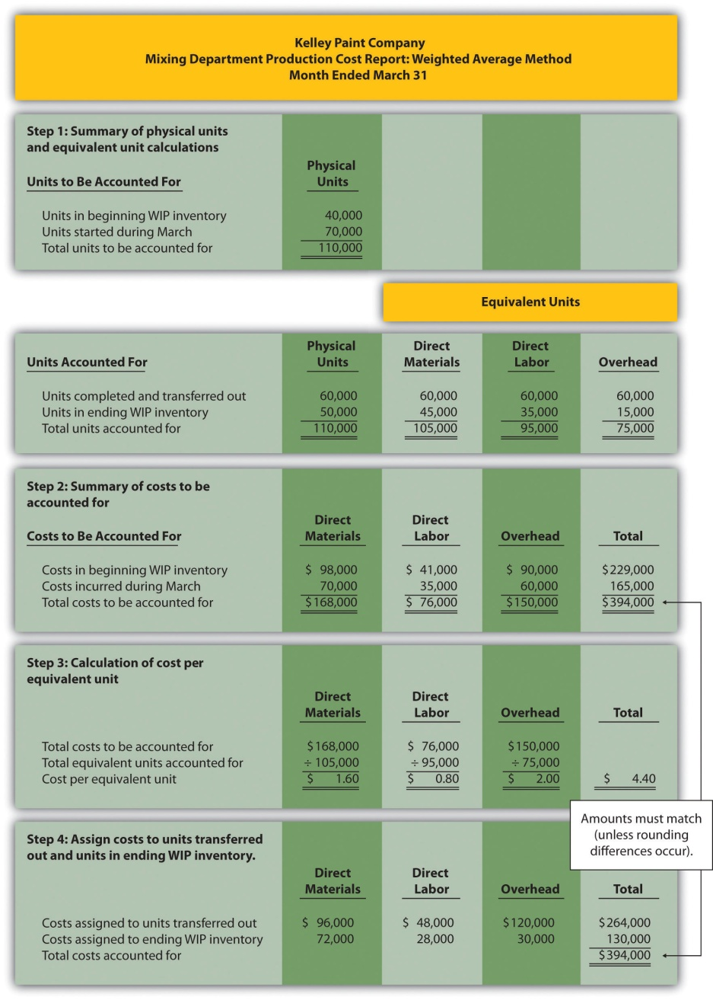 Kelley Paint Company
Mixing Department Production Cost Report: Weighted Average Method
Month Ended March 31
Step 1: Summary of physical units
and equivalent unit calculations
Physical
Units to Be Accounted For Units
Units in beginning WIP inventory 40,000
Units started during March 70,000
Total units to be accounted for 110,000
Equivalent Units
Physical Direct Direct
Units Accounted For Units Materials Labor Overhead
Units completed and transferred out 60,000 60,000 60,000 60,000
Units in ending WIP inventory 50,000 45,000 35,000 15,000
Total units accounted for 110,000 105,000 95,000 75,000
Step 2: Summary of costs to be
accounted for
Direct Direct
Costs to Be Accounted For Materials Labor Overhead Total
Costs in beginning WIP inventory $ 98,000 $ 41,000 $ 90,000 $229,000
Costs incurred during March 70,000 35,000 60,000 165,000
Total costs to be accounted for $168,000 $ 76,000 $150,000 $394,000
Step 3: Calculation of cost per
equivalent unit
Direct Direct
Materials Labor Overhead Total
Total costs to be accounted for $168,000 $ 76,000 $150,000
Total equivalent units accounted for ÷ 105,000 ÷ 95,000 ÷ 75,000
Cost per equivalent unit $ 1.60 $ 0.80 $ 2.00 $ 4.40
Amounts must match
(unless rounding
differences occur).
Step 4: Assign costs to units transferred
out and units in ending WIP inventory.
Direct Direct
Materials Labor Overhead Total
Costs assigned to units transferred out $ 96,000 $ 48,000 $120,000 $264,000
Costs assigned to ending WIP inventory 72,000 28,000 30,000 130,000
Total costs accounted for $394,000